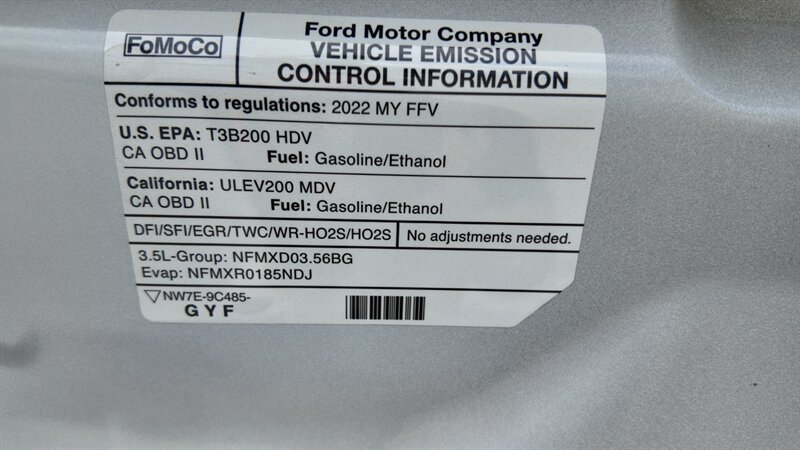 FoMoCo
Ford Motor Company
VEHICLE EMISSION
CONTROL INFORMATION
Conforms to regulations: 2022 MY FFV
U.S. EPA: T3B200 HDV
CA OBD II Fuel: Gasoline/Ethanol
California: ULEV200 MDV
CA OBD II Fuel: Gasoline/Ethanol
DFI/SFI/EGR/TWC/WR-HO2S/HO2S No adjustments needed.
3.5L-Group: NFMXD03.56BG
Evap: NFMXR0185NDJ
NW7E-9C485-
G Y F